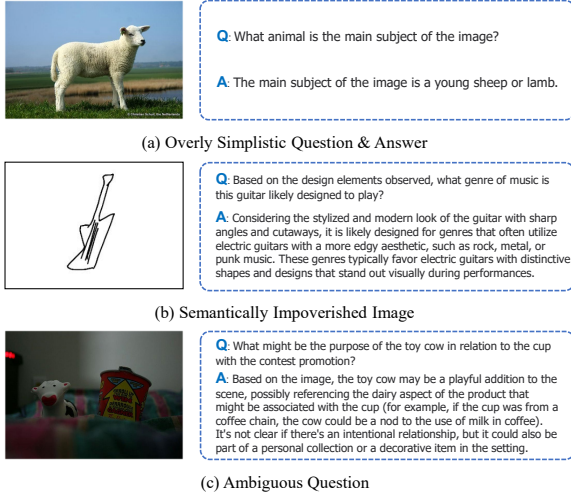 Q: What animal is the main subject of the image?
A: The main subject of the image is a young sheep or lamb.
(a) Overly Simplistic Question & Answer
Q: Based on the design elements observed, what genre of music is
this guitar likely designed to play?
A: Considering the stylized and modern look of the guitar with sharp
angles and cutaways, it is likely designed for genres that often utilize
electric guitars with a more edgy aesthetic, such as rock, metal, or
punk music. These genres typically favor electric guitars with distinctive
shapes and designs that stand out visually during performances.
(b) Semantically Impoverished Image
Q: What might be the purpose of the toy cow in relation to the cup
with the contest promotion?
A: Based on the image, the toy cow may be a playful addition to the
scene, possibly referencing the dairy aspect of the product that
might be associated with the cup (for example, if the cup was from a
coffee chain, the cow could be a nod to the use of milk in coffee).
It's not clear if there's an intentional relationship, but it could also be
part of a personal collection or a decorative item in the setting.
(c) Ambiguous Question